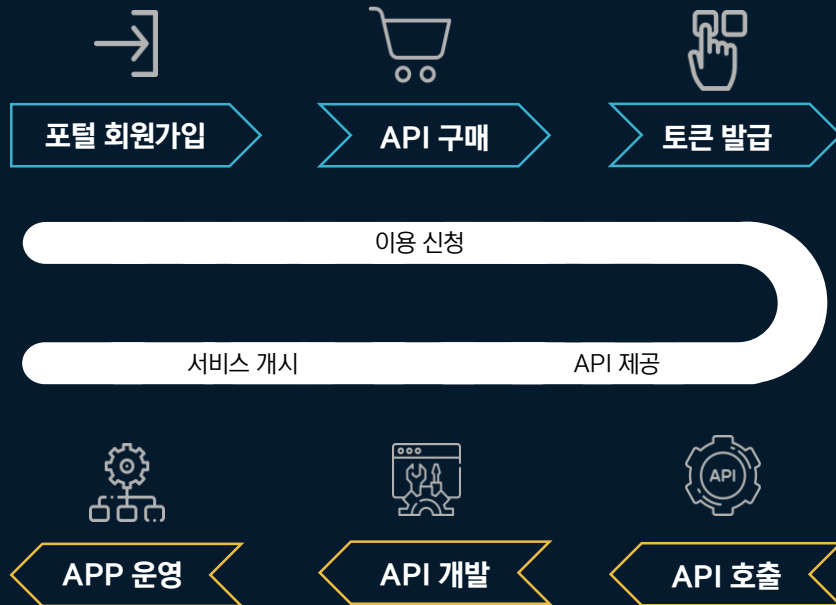 포털 회원가입
API 구매
토큰 발급
이용 신청
서비스 개시
API 제공
API
APP 운영
API 개발
API 호출